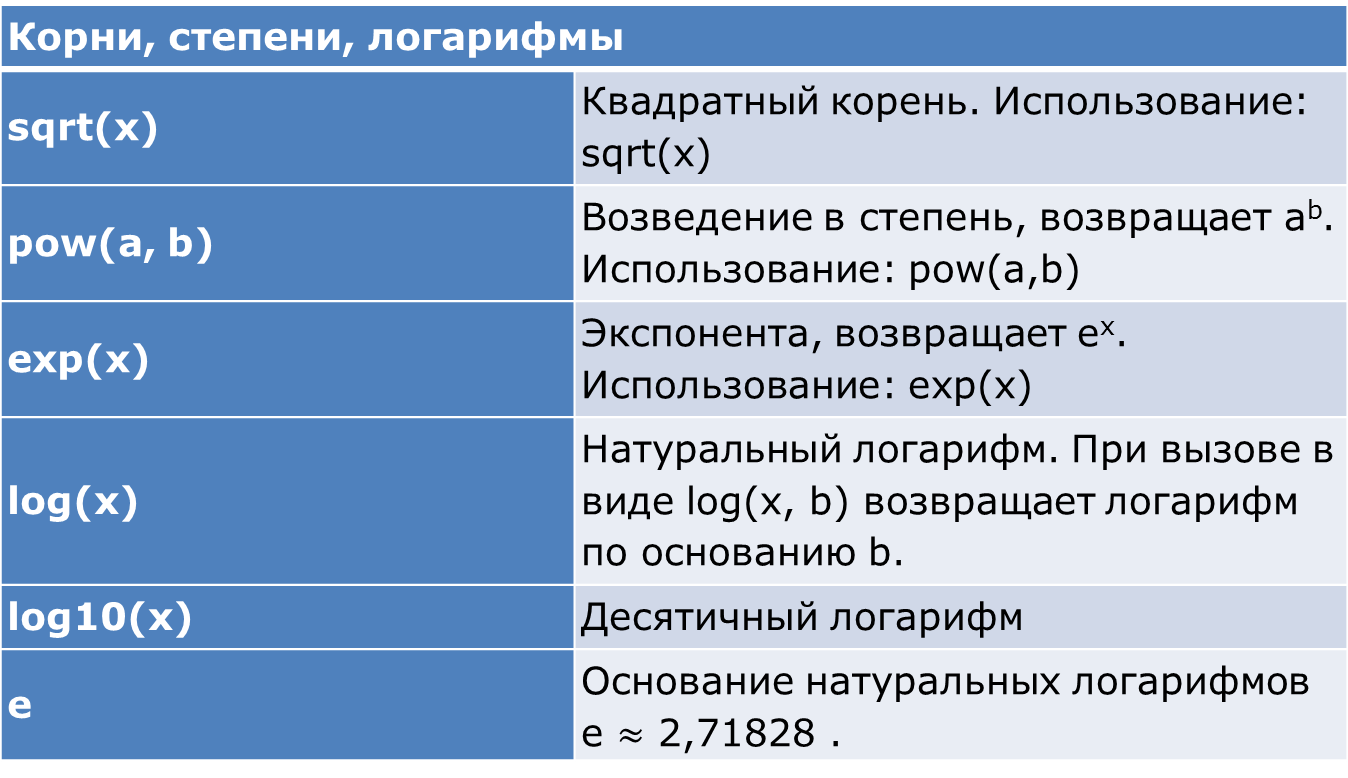 Корни, степени, логарифмы
sqrt(x)
Квадратный корень. Использование:
sqrt(x)
pow(a, b)
Возведение в степень, возвращает aᵇ.
Использование: pow(a,b)
exp(x)
Экспонента, возвращает eˣ.
Использование: exp(x)
log(x)
Натуральный логарифм. При вызове в
виде log(x, b) возвращает логарифм
по основанию b.
log10(x)
Десятичный логарифм
e
Основание натуральных логарифмов
e ≈ 2,71828 .